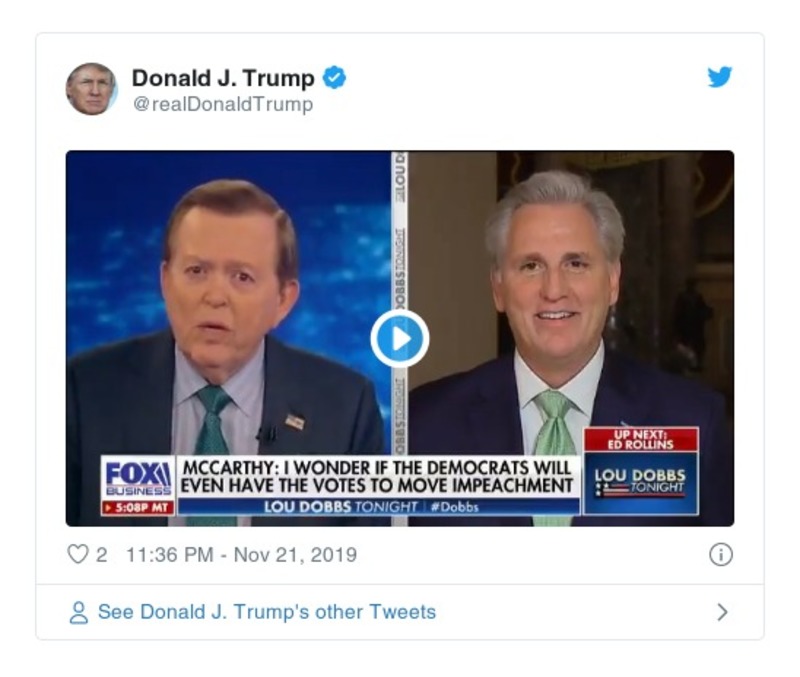 Donald J. Trump
@realDonaldTrump
LOU D
DOBBS TONIGHT
OBBS TONIGHT
UP NEXT:
ED ROLLINS
FOX
BUSINESS
5:08P MT
MCCARTHY: I WONDER IF THE DEMOCRATS WILL
EVEN HAVE THE VOTES TO MOVE IMPEACHMENT
LOU DOBBS TONIGHT | #Dobbs
LOU DOBBS
TONIGHT
2 11:36 PM - Nov 21, 2019
See Donald J. Trump's other Tweets